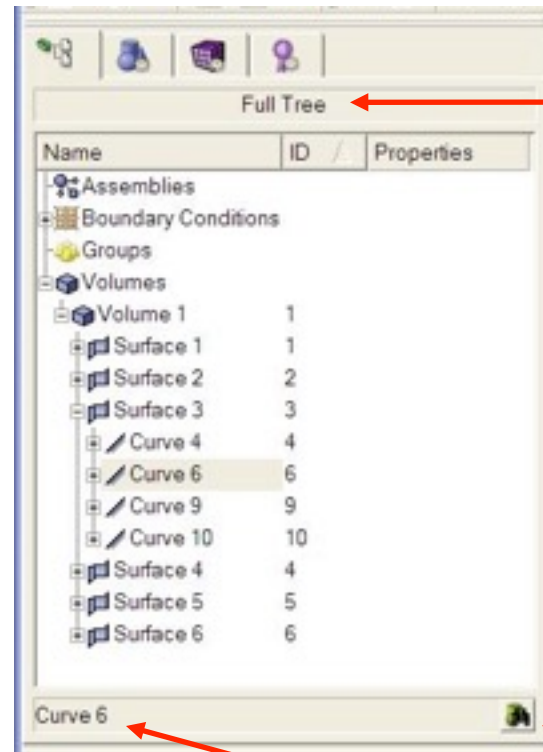 Full Tree
Name ID Properties
Assemblies
Boundary Conditions
Groups
Volumes
Volume 1 1
Surface 1 1
Surface 2 2
Surface 3 3
Curve 4 4
Curve 6 6
Curve 9 9
Curve 10 10
Surface 4 4
Surface 5 5
Surface 6 6
Curve 6